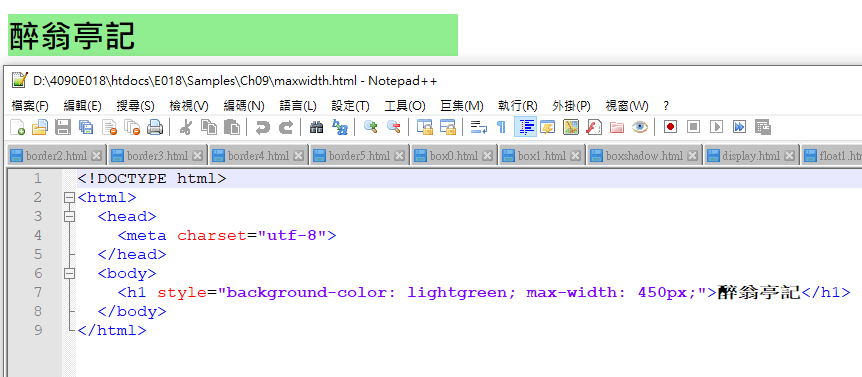 醉翁亭記
D:\4090E018\htdocs\E018\Samples\Ch09\maxwidth.html - Notepad++
檔案(F) 編輯(E) 搜尋(S) 檢視(V) 編碼(N) 語言(L) 設定(T) 工具(O) 巨集(M) 執行(R) 外掛(P) 視窗(W) ?
border2.html border3.html border4.html border5.html box0.html box1.html boxshadow.html display.html float1.ht
1 <!DOCTYPE html>
2 <html>
3 <head>
4 <meta charset="utf-8">
5 </head>
6 <body>
7 <h1 style="background-color: lightgreen; max-width: 450px;">醉翁亭記</h1>
8 </body>
9 </html>